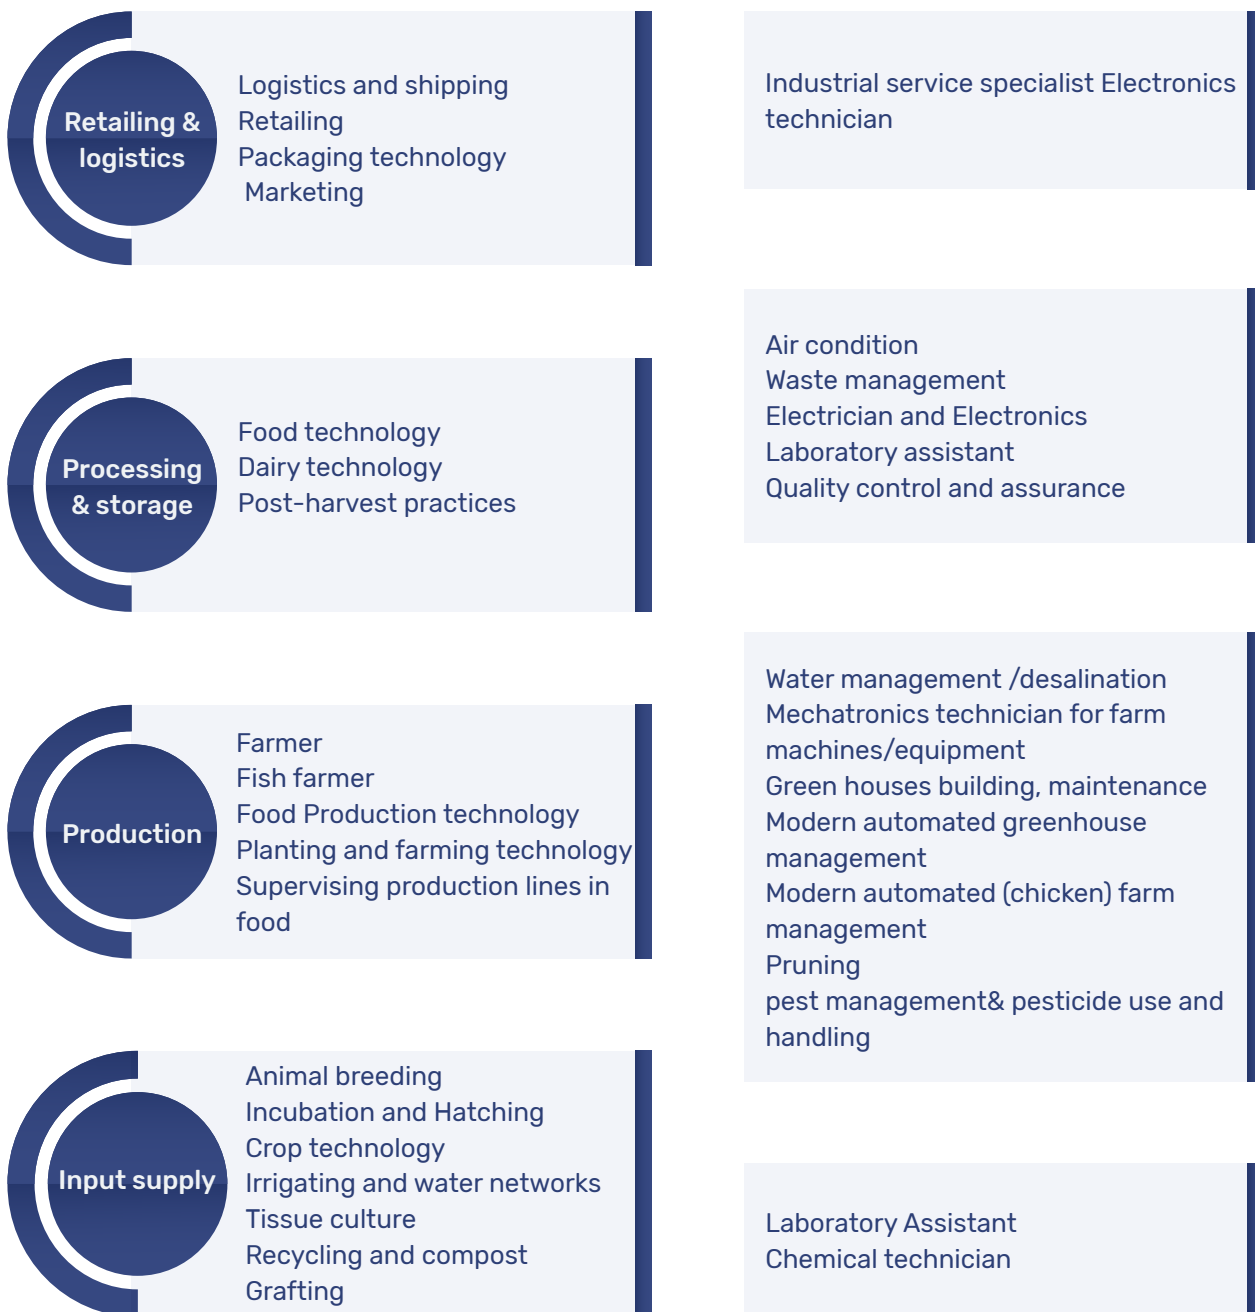 Retailing &
logistics
Logistics and shipping
Retailing
Packaging technology
Marketing
Industrial service specialist Electronics
technician
Processing
& storage
Food technology
Dairy technology
Post-harvest practices
Air condition
Waste management
Electrician and Electronics
Laboratory assistant
Quality control and assurance
Production
Farmer
Fish farmer
Food Production technology
Planting and farming technology
Supervising production lines in
food
Water management /desalination
Mechatronics technician for farm
machines/equipment
Green houses building, maintenance
Modern automated greenhouse
management
Modern automated (chicken) farm
management
Pruning
pest management& pesticide use and
handling
Input supply
Animal breeding
Incubation and Hatching
Crop technology
Irrigating and water networks
Tissue culture
Recycling and compost
Grafting
Laboratory Assistant
Chemical technician